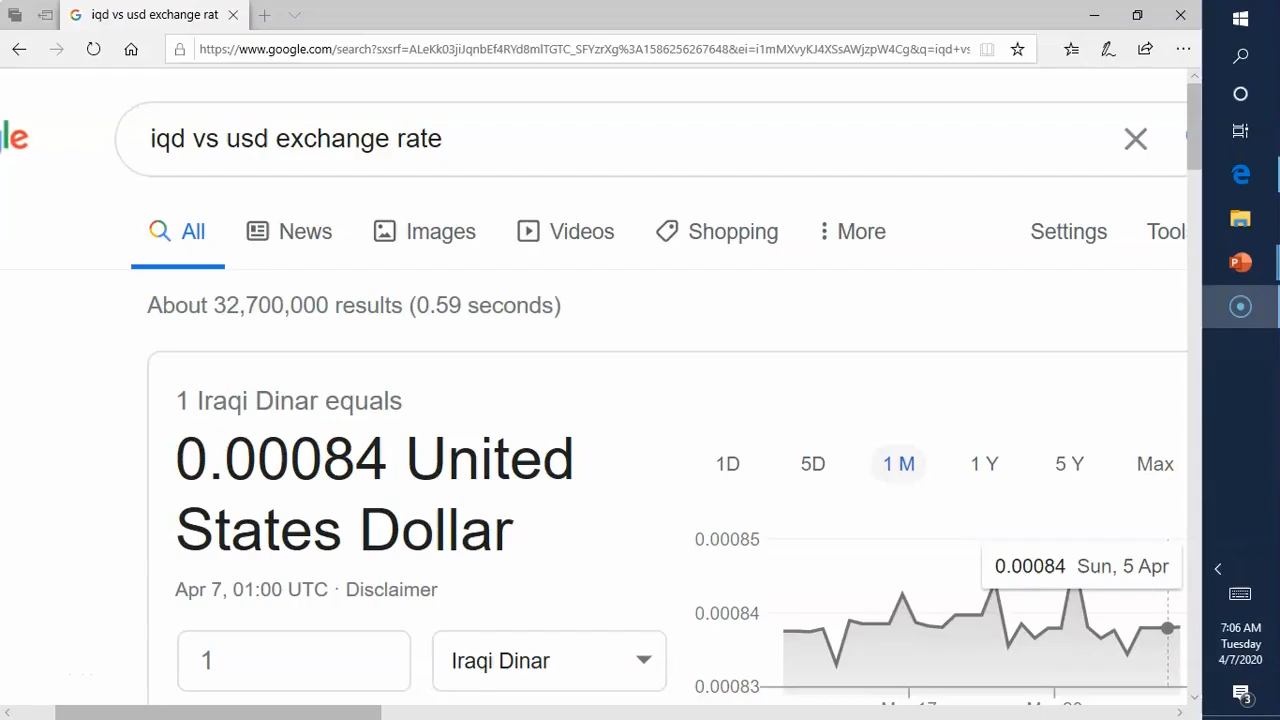 iqd vs usd exchange rat
https://www.google.com/search?sxsrf=ALeKk03jiJqnbEf4RYd8mlTGTC_SFYzrXg%3A1586256267648&ei=i1mMXvyKJ4XSsAWjzpW4Cg&q=iqd+vs
le
iqd vs usd exchange rate
All News Images Videos Shopping More Settings Tool
About 32,700,000 results (0.59 seconds)
1 Iraqi Dinar equals
0.00084 United
States Dollar
Apr 7, 01:00 UTC · Disclaimer
1 Iraqi Dinar
1D 5D 1 M 1 Y 5 Y Max
0.00085
0.00084 Sun, 5 Apr
0.00084
0.00083
7:06 AM
Tuesday
4/7/2020
3